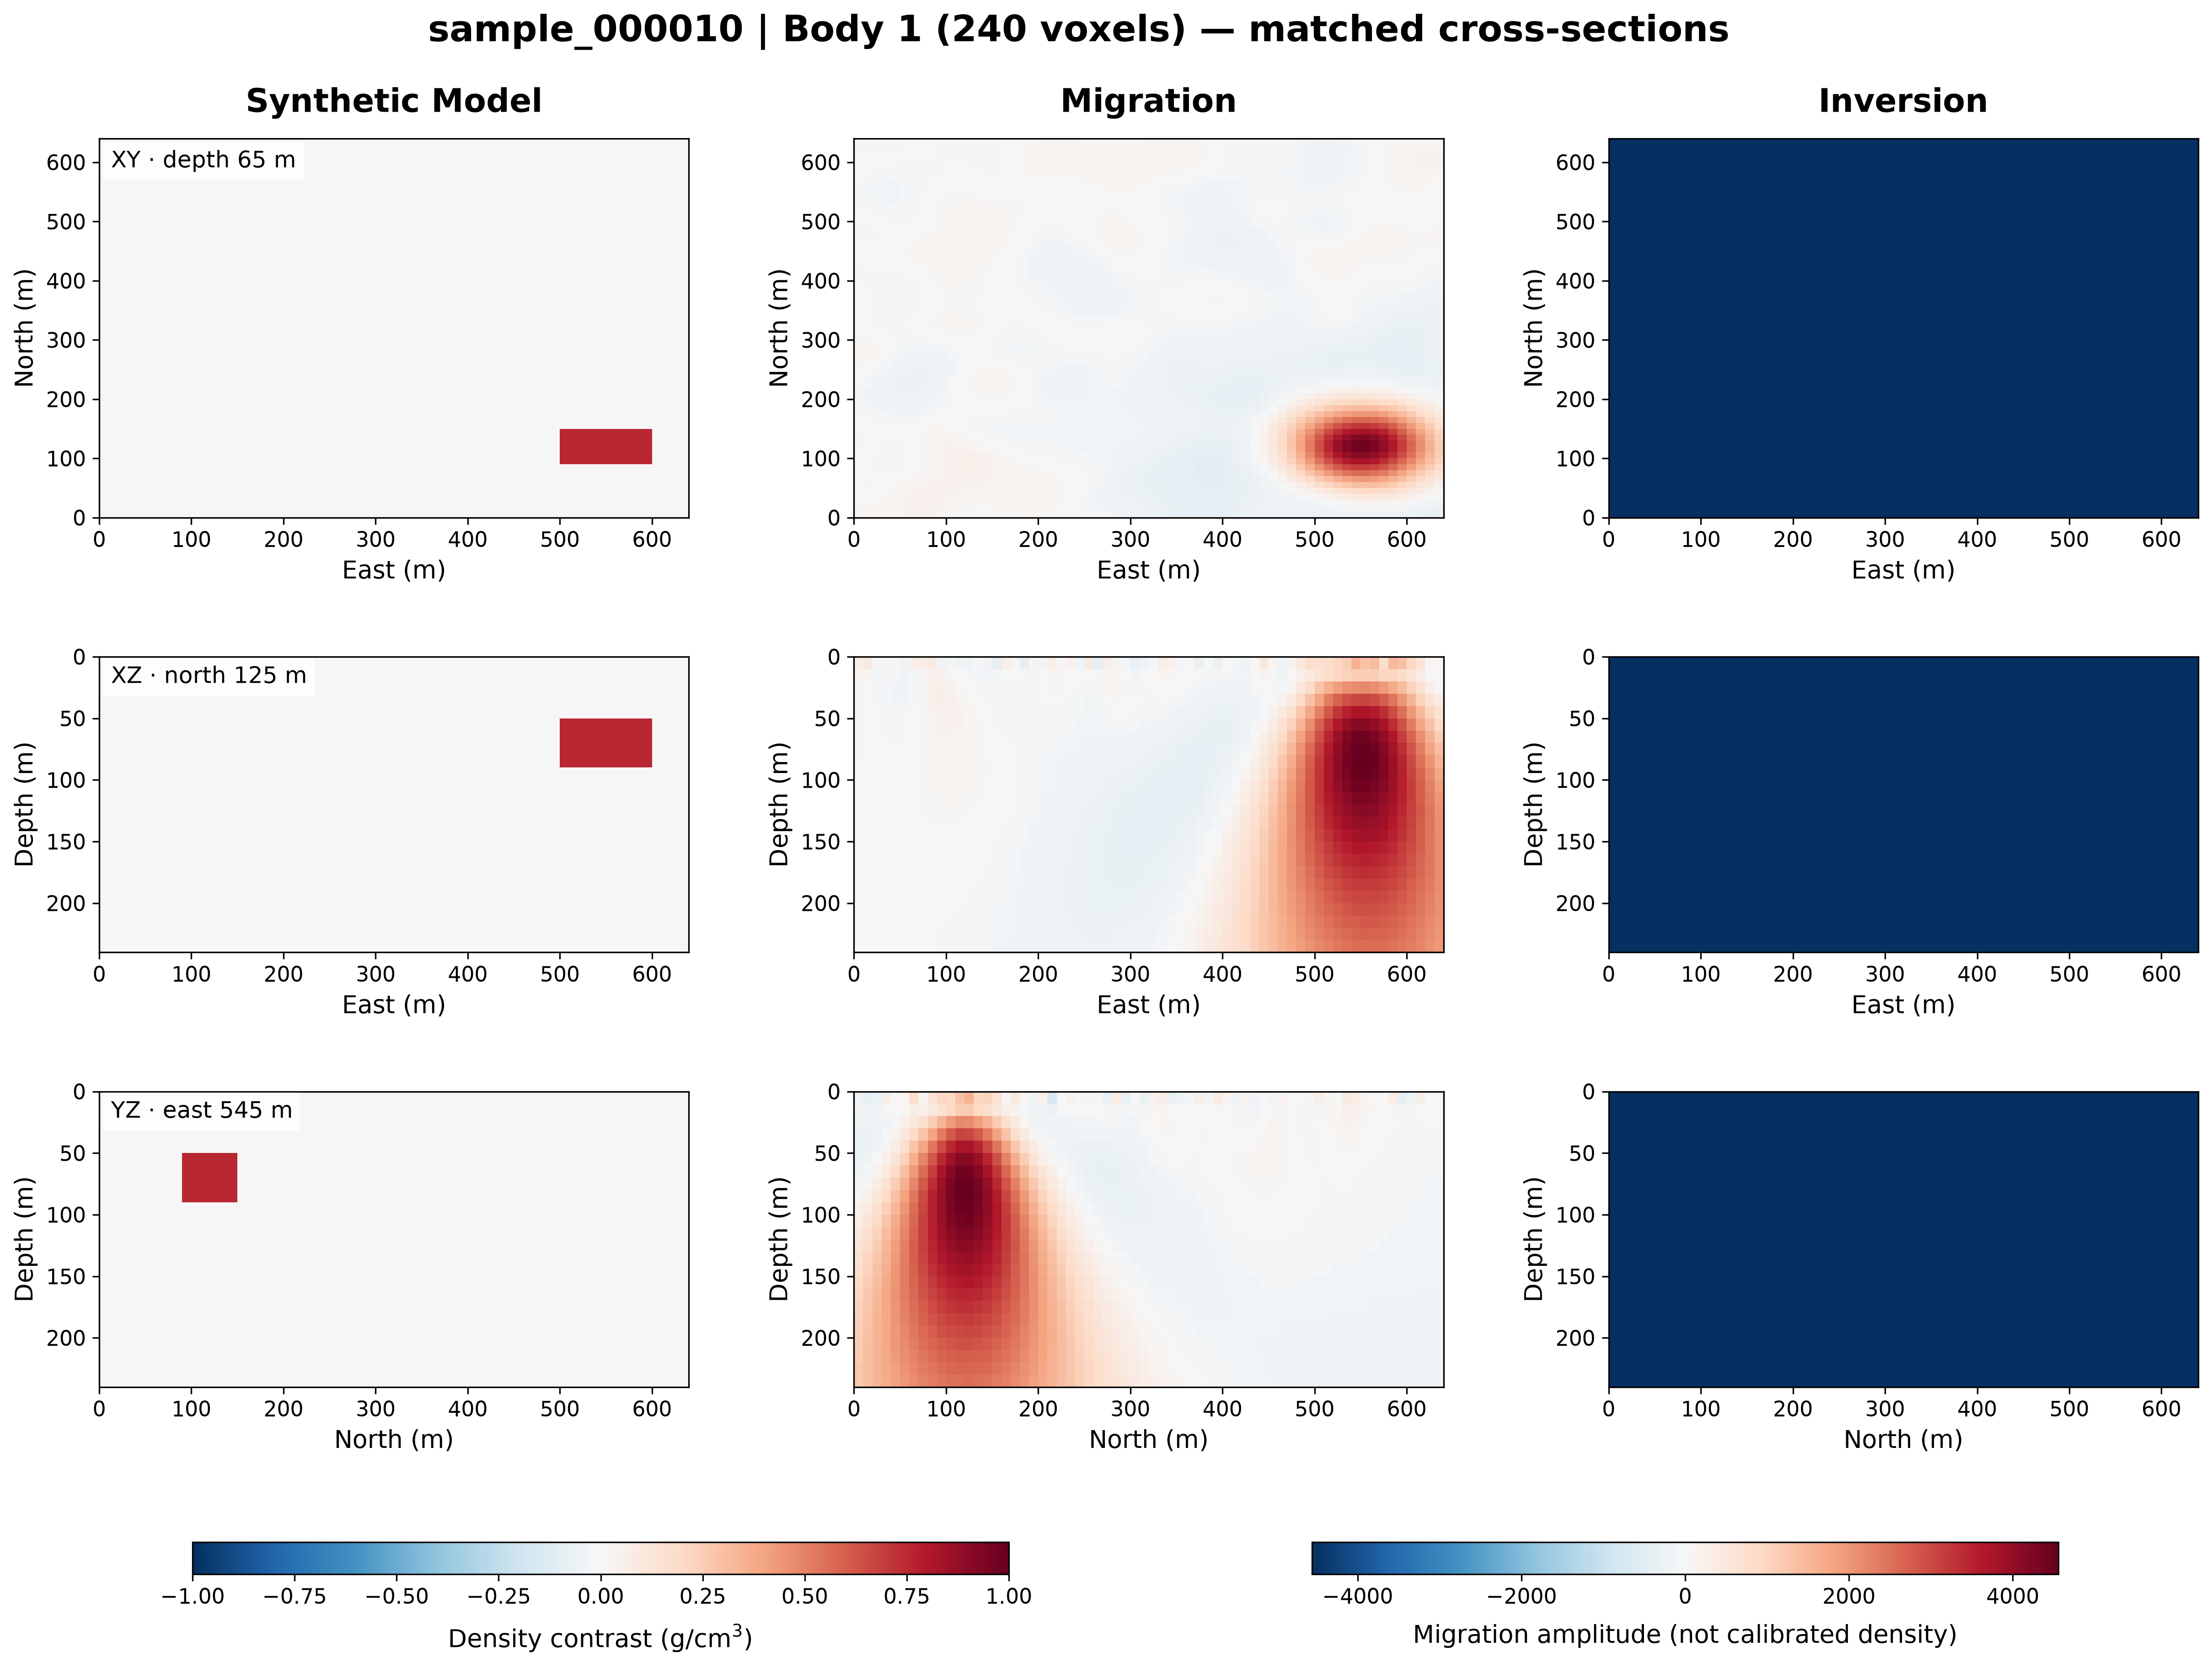 sample_000010 | Body 1 (240 voxels) — matched cross-sections
Synthetic Model
Migration
Inversion
XY · depth 65 m
600
500
400
300
200
100
0
North (m)
0 100 200 300 400 500 600
East (m)
600
500
400
300
200
100
0
North (m)
0 100 200 300 400 500 600
East (m)
600
500
400
300
200
100
0
North (m)
0 100 200 300 400 500 600
East (m)
XZ · north 125 m
0
50
100
150
200
Depth (m)
0 100 200 300 400 500 600
East (m)
0
50
100
150
200
Depth (m)
0 100 200 300 400 500 600
East (m)
0
50
100
150
200
Depth (m)
0 100 200 300 400 500 600
East (m)
YZ · east 545 m
0
50
100
150
200
Depth (m)
0 100 200 300 400 500 600
North (m)
0
50
100
150
200
Depth (m)
0 100 200 300 400 500 600
North (m)
0
50
100
150
200
Depth (m)
0 100 200 300 400 500 600
North (m)
−1.00 −0.75 −0.50 −0.25 0.00 0.25 0.50 0.75 1.00
Density contrast (g/cm³)
−4000 −2000 0 2000 4000
Migration amplitude (not calibrated density)